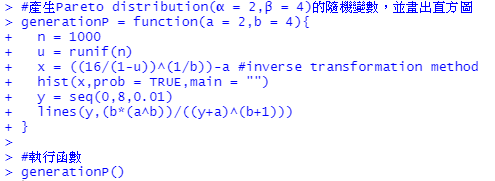 > #產生Pareto distribution(α = 2,β = 4)的隨機變數，並畫出直方圖
> generationP = function(a = 2,b = 4){
+   n = 1000
+   u = runif(n)
+   x = ((16/(1-u))^(1/b))-a #inverse transformation method
+   hist(x,prob = TRUE,main = "")
+   y = seq(0,8,0.01)
+   lines(y,(b*(a^b))/((y+a)^(b+1)))
+ }
>
> #執行函數
> generationP()